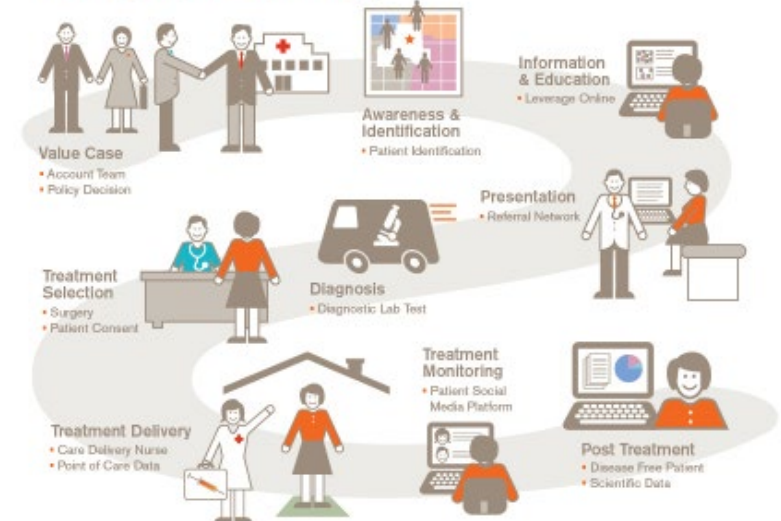 Value Case
• Account Team
• Policy Decision
Awareness &
Identification
• Patient Identification
Information
& Education
• Leverage Online
Presentation
• Referral Network
Diagnosis
• Diagnostic Lab Test
Treatment
Selection
• Surgery
• Patient Consent
Treatment Delivery
• Care Delivery Nurse
• Point of Care Data
Treatment
Monitoring
• Patient Social
Media Platform
Post Treatment
• Disease Free Patient
• Scientific Data